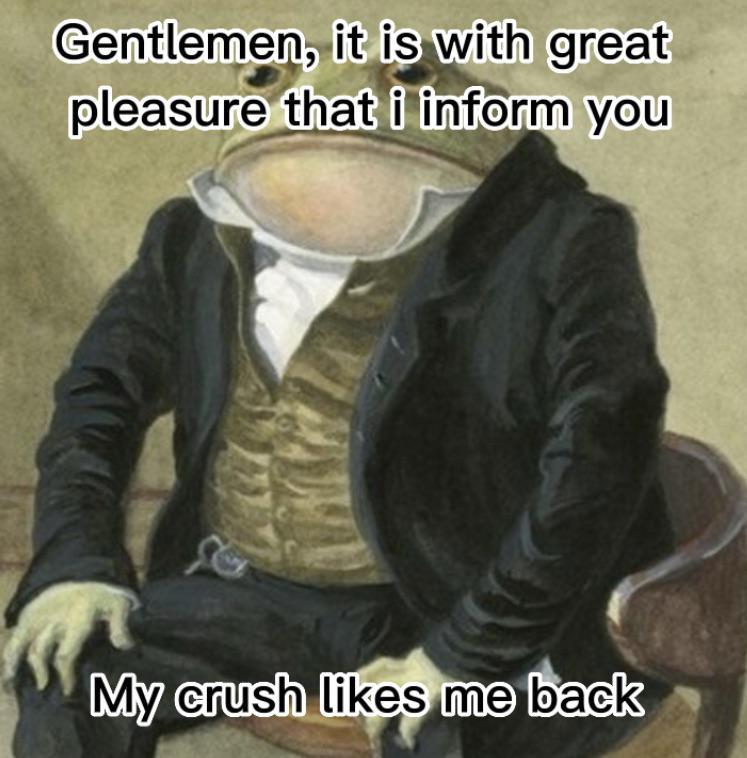 Gentlemen, it is with great
pleasure that i inform you
My crush likes me back